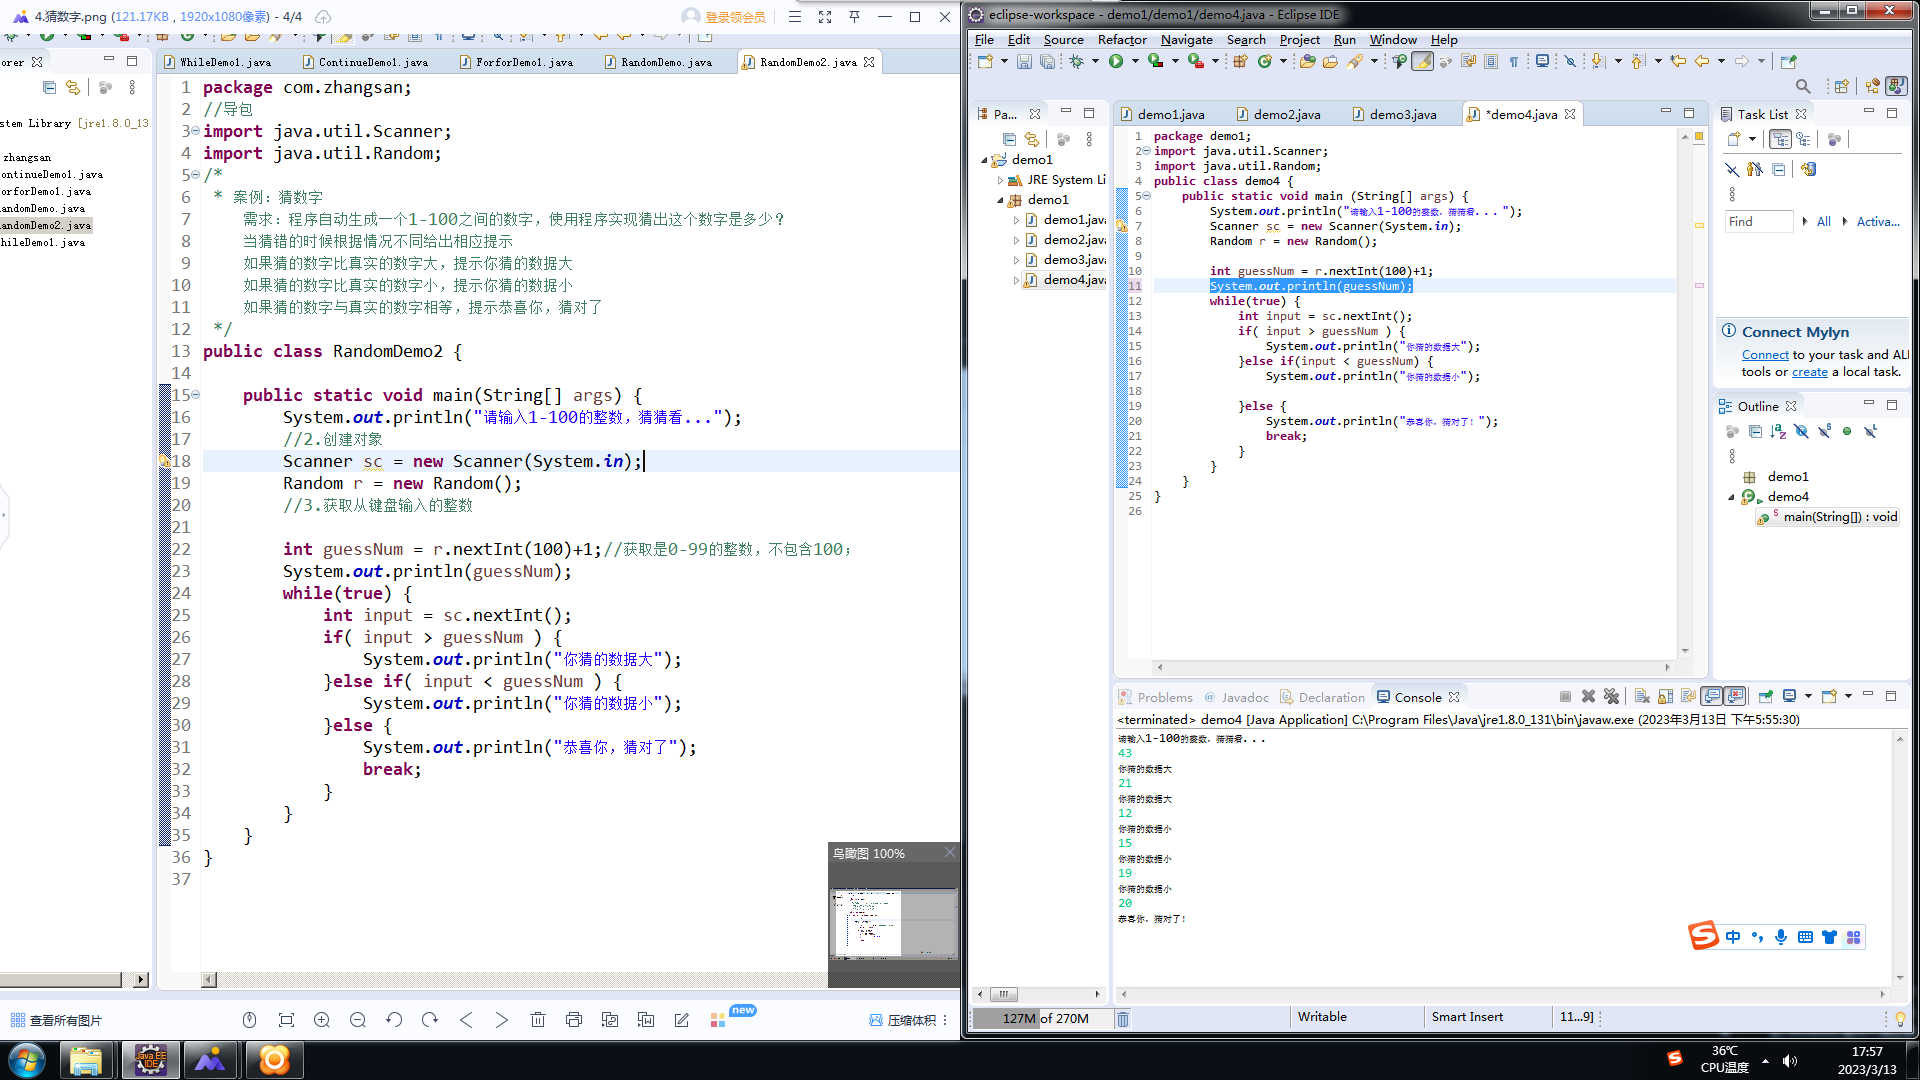 4.猜数字.png (121.17KB , 1920x1080像素) - 4/4
登录领会员
orer
WhileDemo1.java
ContinueDemo1.java
ForforDemo1.java
RandomDemo.java
RandomDemo2.java
stem Library [jre1.8.0_13
zhangsan
ontinueDemo1.java
orforDemo1.java
andomDemo.java
andomDemo2.java
hileDemo1.java
1 package com.zhangsan;
2 //导包
3 import java.util.Scanner;
4 import java.util.Random;
5 /*
6 * 案例：猜数字
7 需求：程序自动生成一个1-100之间的数字，使用程序实现猜出这个数字是多少？
8 当猜错的时候根据情况不同给出相应提示
9 如果猜的数字比真实的数字大，提示你猜的数据大
10 如果猜的数字比真实的数字小，提示你猜的数据小
11 如果猜的数字与真实的数字相等，提示恭喜你，猜对了
12 */
13 public class RandomDemo2 {
14
15 public static void main(String[] args) {
16 System.out.println("请输入1-100的整数，猜猜看...");
17 //2.创建对象
18 Scanner sc = new Scanner(System.in);
19 Random r = new Random();
20 //3.获取从键盘输入的整数
21
22 int guessNum = r.nextInt(100)+1;//获取是0-99的整数，不包含100；
23 System.out.println(guessNum);
24 while(true) {
25 int input = sc.nextInt();
26 if( input > guessNum ) {
27 System.out.println("你猜的数据大");
28 }else if( input < guessNum ) {
29 System.out.println("你猜的数据小");
30 }else {
31 System.out.println("恭喜你，猜对了");
32 break;
33 }
34 }
35 }
36 }
37
鸟瞰图 100%
查看所有图片
new
压缩体积
eclipse-workspace - demo1/demo1/demo4.java - Eclipse IDE
File Edit Source Refactor Navigate Search Project Run Window Help
Pa...
demo1
JRE System Li
demo1
demo1.java
demo2.java
demo3.java
demo4.java
demo1.java
demo2.java
demo3.java
*demo4.java
1 package demo1;
2 import java.util.Scanner;
3 import java.util.Random;
4 public class demo4 {
5 public static void main (String[] args) {
6 System.out.println("请输入1-100的整数，猜猜看...");
7 Scanner sc = new Scanner(System.in);
8 Random r = new Random();
9
10 int guessNum = r.nextInt(100)+1;
11 System.out.println(guessNum);
12 while(true) {
13 int input = sc.nextInt();
14 if( input > guessNum ) {
15 System.out.println("你猜的数据大");
16 }else if(input < guessNum) {
17 System.out.println("你猜的数据小");
18
19 }else {
20 System.out.println("恭喜你，猜对了！");
21 break;
22 }
23 }
24 }
25 }
26
Task List
Find
All
Activa...
Connect Mylyn
Connect to your task and ALM
tools or create a local task.
Outline
demo1
demo4
main(String[]) : void
Problems @ Javadoc Declaration Console
<terminated> demo4 [Java Application] C:\Program Files\Java\jre1.8.0_131\bin\javaw.exe (2023年3月13日 下午5:55:30)
请输入1-100的整数，猜猜看...
43
你猜的数据大
21
你猜的数据大
12
你猜的数据小
15
你猜的数据小
19
你猜的数据小
20
恭喜你，猜对了！
中
127M of 270M
Writable
Smart Insert
11...9]
36℃
CPU温度
17:57
2023/3/13